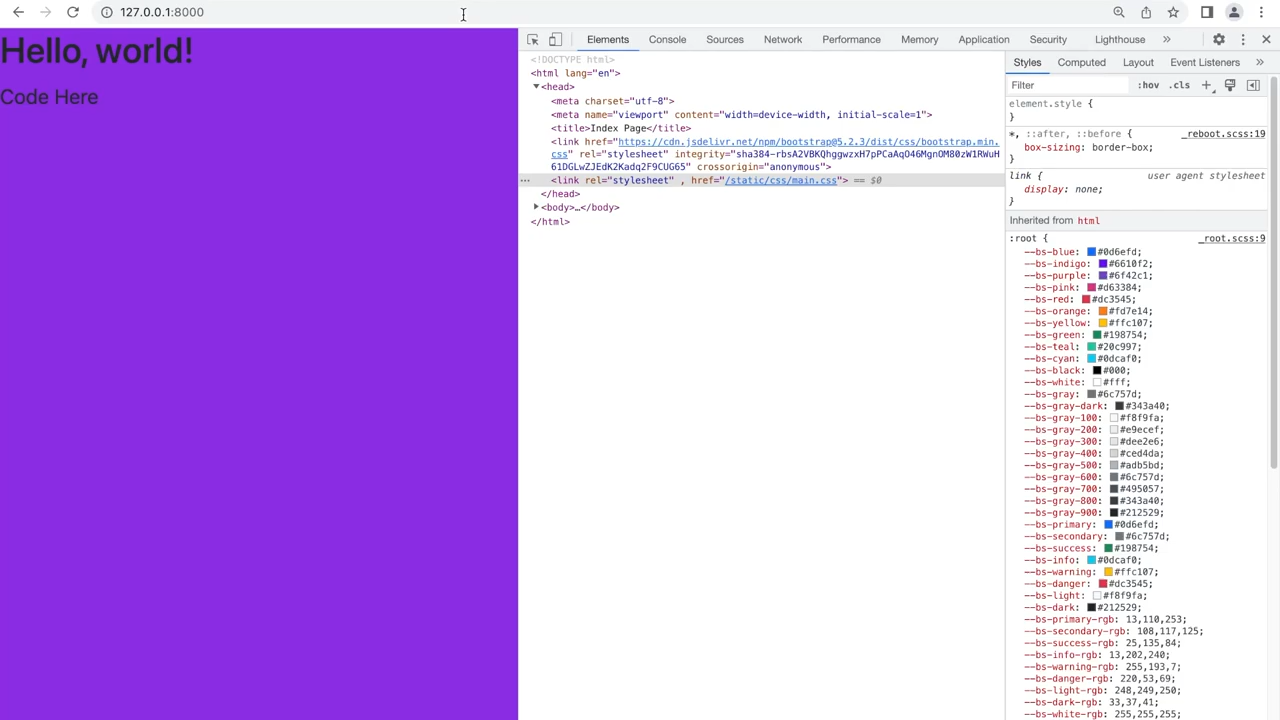 127.0.0.1:8000
Hello, world!
Code Here
Elements Console Sources Network Performance Memory Application Security Lighthouse »
<!DOCTYPE html>
<html lang="en">
<head>
<meta charset="utf-8">
<meta name="viewport" content="width=device-width, initial-scale=1">
<title>Index Page</title>
<link href="https://cdn.jsdelivr.net/npm/bootstrap@5.2.3/dist/css/bootstrap.min.
css" rel="stylesheet" integrity="sha384-rbsA2VBKQhggwzxH7pPCaAqO46MgnOM80zW1RWuH
61DGLwZJEdK2Kadq2F9CUG65" crossorigin="anonymous">
<link rel="stylesheet" , href="/static/css/main.css"> == $0
</head>
<body>…</body>
</html>
Styles Computed Layout Event Listeners »
Filter :hov .cls
element.style {
}
*, ::after, ::before { _reboot.scss:19
box-sizing: border-box;
}
link { user agent stylesheet
display: none;
}
Inherited from html
:root { _root.scss:9
--bs-blue: #0d6efd;
--bs-indigo: #6610f2;
--bs-purple: #6f42c1;
--bs-pink: #d63384;
--bs-red: #dc3545;
--bs-orange: #fd7e14;
--bs-yellow: #ffc107;
--bs-green: #198754;
--bs-teal: #20c997;
--bs-cyan: #0dcaf0;
--bs-black: #000;
--bs-white: #fff;
--bs-gray: #6c757d;
--bs-gray-dark: #343a40;
--bs-gray-100: #f8f9fa;
--bs-gray-200: #e9ecef;
--bs-gray-300: #dee2e6;
--bs-gray-400: #ced4da;
--bs-gray-500: #adb5bd;
--bs-gray-600: #6c757d;
--bs-gray-700: #495057;
--bs-gray-800: #343a40;
--bs-gray-900: #212529;
--bs-primary: #0d6efd;
--bs-secondary: #6c757d;
--bs-success: #198754;
--bs-info: #0dcaf0;
--bs-warning: #ffc107;
--bs-danger: #dc3545;
--bs-light: #f8f9fa;
--bs-dark: #212529;
--bs-primary-rgb: 13,110,253;
--bs-secondary-rgb: 108,117,125;
--bs-success-rgb: 25,135,84;
--bs-info-rgb: 13,202,240;
--bs-warning-rgb: 255,193,7;
--bs-danger-rgb: 220,53,69;
--bs-light-rgb: 248,249,250;
--bs-dark-rgb: 33,37,41;
--bs-white-rgb: 255,255,255;